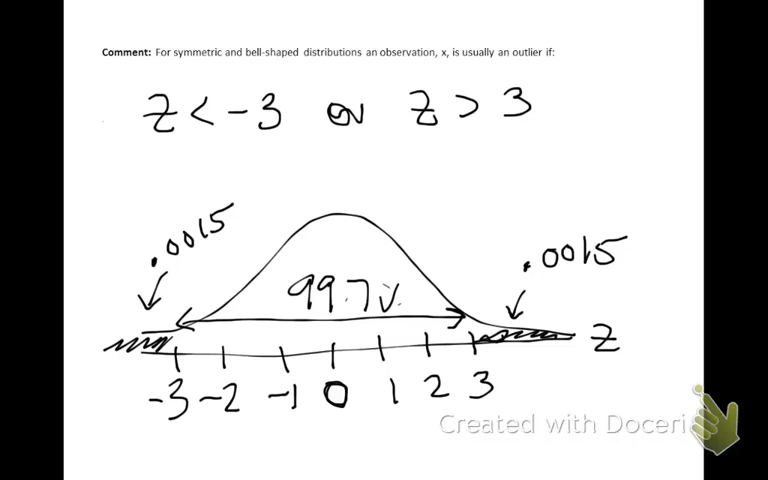 Comment: For symmetric and bell-shaped distributions an observation, x, is usually an outlier if:
Z < -3 or Z > 3
.0015
.0015
99.7%
Z
-3 -2 -1 0 1 2 3
Created with Doceri